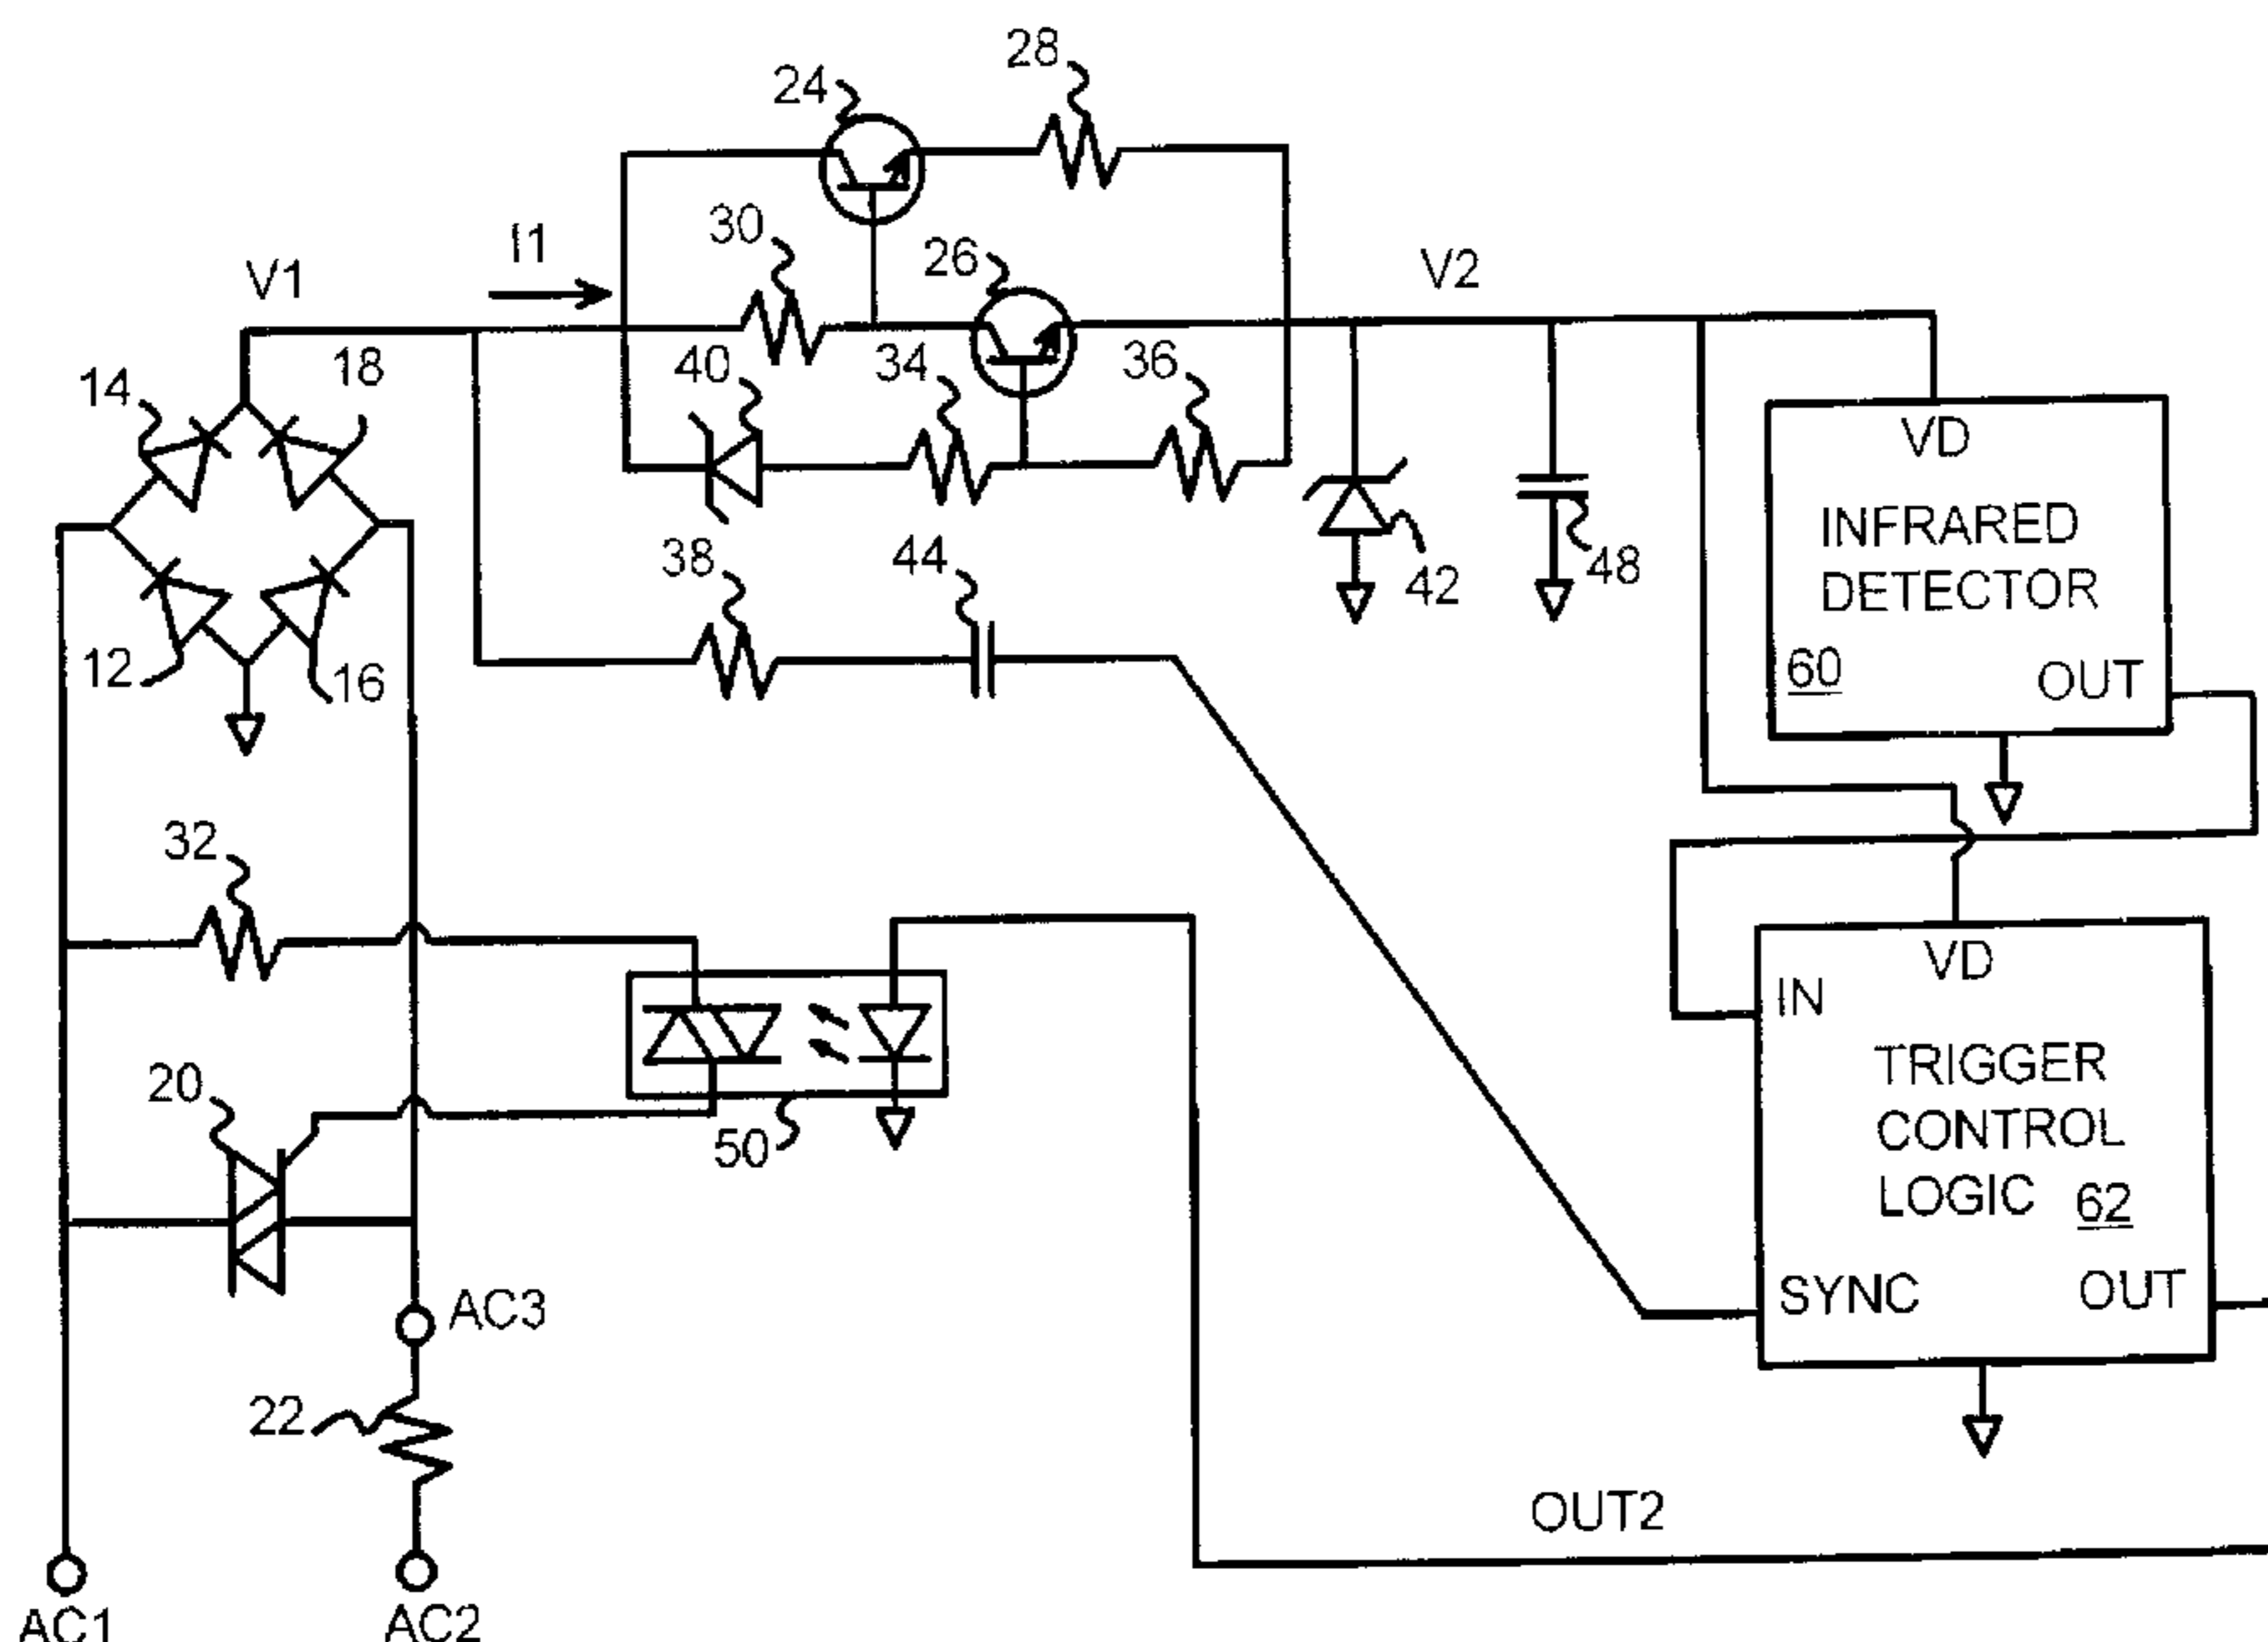 28
24
30
26
I1
V1
V2
18
14
40
34
36
VD
INFRARED
DETECTOR
60
OUT
38
44
42
48
12
16
32
20
50
VD
IN
TRIGGER
CONTROL
LOGIC 62
SYNC
OUT
AC3
22
OUT2
AC1
AC2